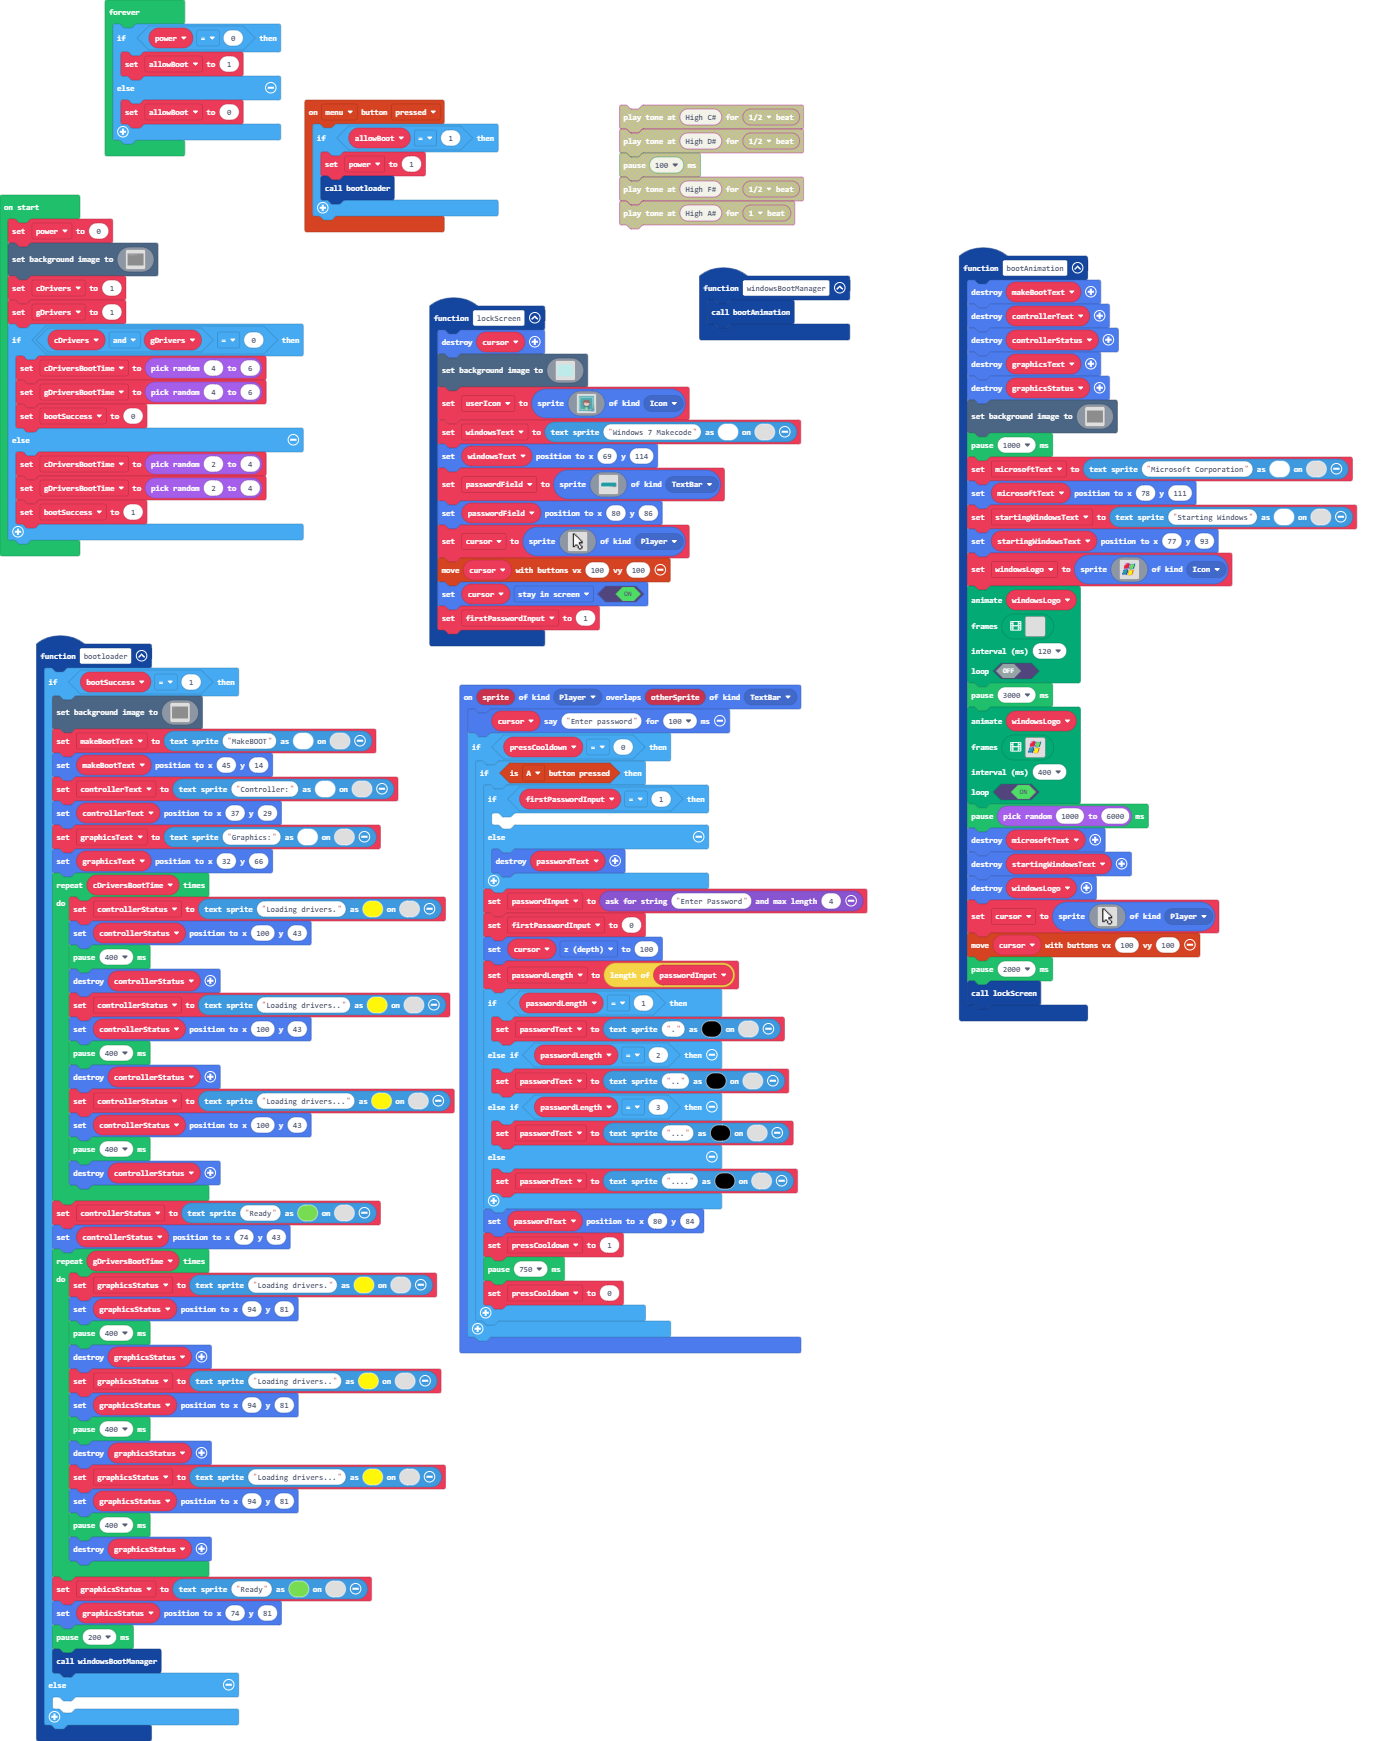 forever
if power = 0 then
set allowBoot to 1
else
set allowBoot to 0
on menu button pressed
if allowBoot = 1 then
set power to 1
call bootloader
play tone at High C# for 1/2 beat
play tone at High D# for 1/2 beat
pause 100 ms
play tone at High F# for 1/2 beat
play tone at High A# for 1 beat
on start
set power to 0
set background image to
set cDrivers to 1
set gDrivers to 1
if cDrivers and gDrivers = 0 then
set cDriversBootTime to pick random 4 to 6
set gDriversBootTime to pick random 4 to 6
set bootSuccess to 0
else
set cDriversBootTime to pick random 2 to 4
set gDriversBootTime to pick random 2 to 4
set bootSuccess to 1
function lockScreen
destroy cursor
set background image to
set userIcon to sprite of kind Icon
set windowsText to text sprite "Windows 7 Makecode" as on
set windowsText position to x 69 y 114
set passwordField to sprite of kind TextBar
set passwordField position to x 80 y 86
set cursor to sprite of kind Player
move cursor with buttons vx 100 vy 100
set cursor stay in screen ON
set firstPasswordInput to 1
function windowsBootManager
call bootAnimation
function bootAnimation
destroy makeBootText
destroy controllerText
destroy controllerStatus
destroy graphicsText
destroy graphicsStatus
set background image to
pause 1000 ms
set microsoftText to text sprite "Microsoft Corporation" as on
set microsoftText position to x 78 y 111
set startingWindowsText to text sprite "Starting Windows" as on
set startingWindowsText position to x 77 y 93
set windowsLogo to sprite of kind Icon
animate windowsLogo
frames
interval (ms) 120
loop OFF
pause 3000 ms
animate windowsLogo
frames
interval (ms) 400
loop ON
pause pick random 1000 to 6000 ms
destroy microsoftText
destroy startingWindowsText
destroy windowsLogo
set cursor to sprite of kind Player
move cursor with buttons vx 100 vy 100
pause 2000 ms
call lockScreen
function bootloader
if bootSuccess = 1 then
set background image to
set makeBootText to text sprite "MakeBOOT" as on
set makeBootText position to x 45 y 14
set controllerText to text sprite "Controller:" as on
set controllerText position to x 37 y 29
set graphicsText to text sprite "Graphics:" as on
set graphicsText position to x 32 y 66
repeat cDriversBootTime times
do set controllerStatus to text sprite "Loading drivers." as on
set controllerStatus position to x 100 y 43
pause 400 ms
destroy controllerStatus
set controllerStatus to text sprite "Loading drivers.." as on
set controllerStatus position to x 100 y 43
pause 400 ms
destroy controllerStatus
set controllerStatus to text sprite "Loading drivers..." as on
set controllerStatus position to x 100 y 43
pause 400 ms
destroy controllerStatus
set controllerStatus to text sprite "Ready" as on
set controllerStatus position to x 74 y 43
repeat gDriversBootTime times
do set graphicsStatus to text sprite "Loading drivers." as on
set graphicsStatus position to x 94 y 81
pause 400 ms
destroy graphicsStatus
set graphicsStatus to text sprite "Loading drivers.." as on
set graphicsStatus position to x 94 y 81
pause 400 ms
destroy graphicsStatus
set graphicsStatus to text sprite "Loading drivers..." as on
set graphicsStatus position to x 94 y 81
pause 400 ms
destroy graphicsStatus
set graphicsStatus to text sprite "Ready" as on
set graphicsStatus position to x 74 y 81
pause 200 ms
call windowsBootManager
else
on sprite of kind Player overlaps otherSprite of kind TextBar
cursor say "Enter password" for 100 ms
if pressCooldown = 0 then
if is A button pressed then
if firstPasswordInput = 1 then
else
destroy passwordText
set passwordInput to ask for string "Enter Password" and max length 4
set firstPasswordInput to 0
set cursor z (depth) to 100
set passwordLength to length of passwordInput
if passwordLength = 1 then
set passwordText to text sprite "." as on
else if passwordLength = 2 then
set passwordText to text sprite ".." as on
else if passwordLength = 3 then
set passwordText to text sprite "..." as on
else
set passwordText to text sprite "...." as on
set passwordText position to x 80 y 84
set pressCooldown to 1
pause 750 ms
set pressCooldown to 0